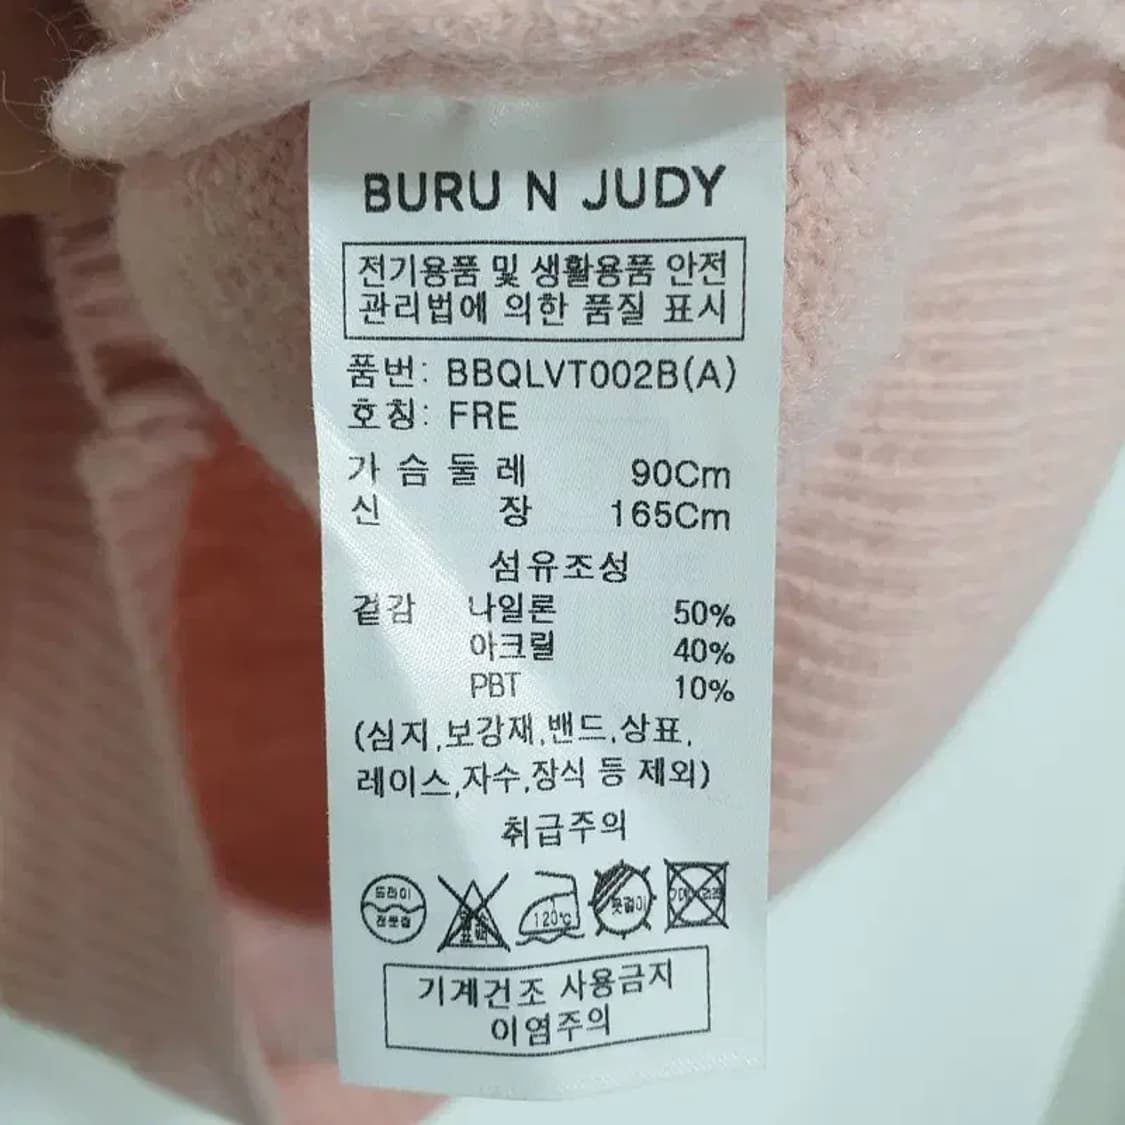 BURU N JUDY
전기용품 및 생활용품 안전
관리법에 의한 품질 표시
품번: BBQLVT002B(A)
호칭: FRE
가슴둘레 90Cm
신장 165Cm
섬유조성
겉감 나일론 50%
아크릴 40%
PBT 10%
(심지,보강재,밴드,상표,
레이스,자수,장식 등 제외)
취급주의
드라이
120℃
옷걸이
기계건조 사용금지
이염주의